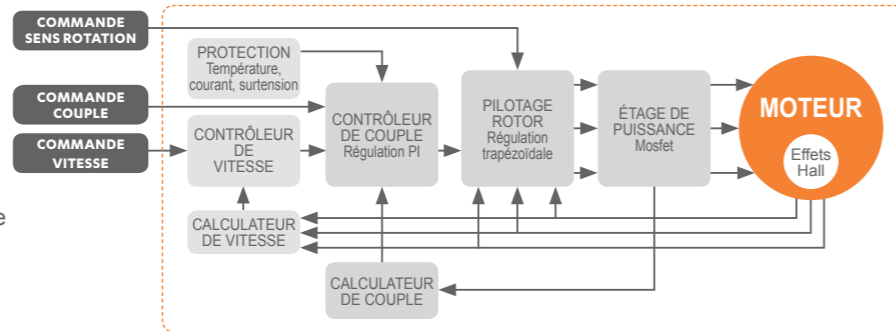 COMMANDE
SENS ROTATION
PROTECTION
Température,
courant, surtension
COMMANDE
COUPLE
COMMANDE
VITESSE
CONTRÔLEUR
DE
VITESSE
CONTRÔLEUR
DE COUPLE
Régulation PI
PILOTAGE
ROTOR
Régulation
trapézoïdale
ÉTAGE DE
PUISSANCE
Mosfet
MOTEUR
Effets
Hall
e
CALCULATEUR
DE VITESSE
CALCULATEUR
DE COUPLE